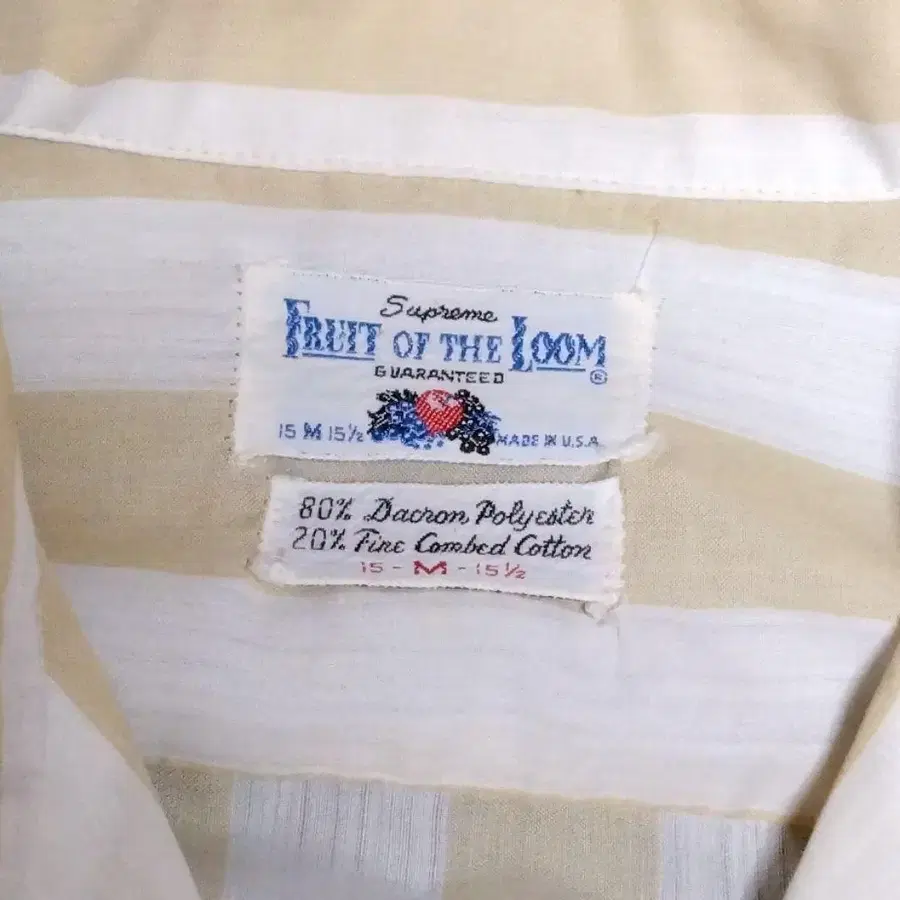 Supreme
FRUIT OF THE LOOM ®
GUARANTEED
15 M 15½ MADE IN U.S.A.
80% Dacron Polyester
20% Fine Combed Cotton
15 - M - 15½